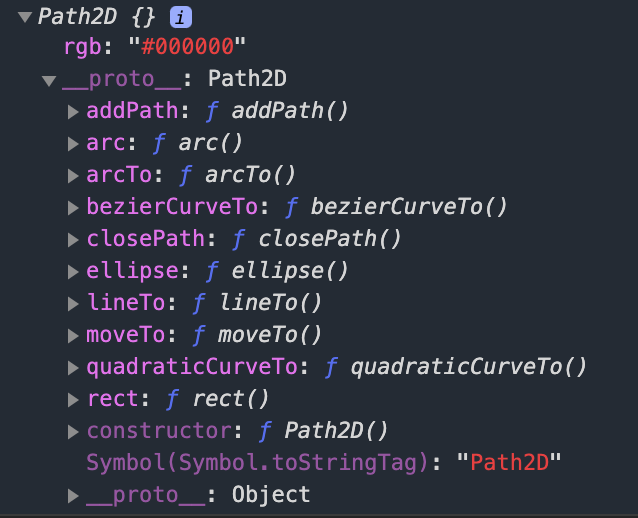 Path2D {} i
rgb: "#000000"
__proto__: Path2D
addPath: ƒ addPath()
arc: ƒ arc()
arcTo: ƒ arcTo()
bezierCurveTo: ƒ bezierCurveTo()
closePath: ƒ closePath()
ellipse: ƒ ellipse()
lineTo: ƒ lineTo()
moveTo: ƒ moveTo()
quadraticCurveTo: ƒ quadraticCurveTo()
rect: ƒ rect()
constructor: ƒ Path2D()
Symbol(Symbol.toStringTag): "Path2D"
__proto__: Object